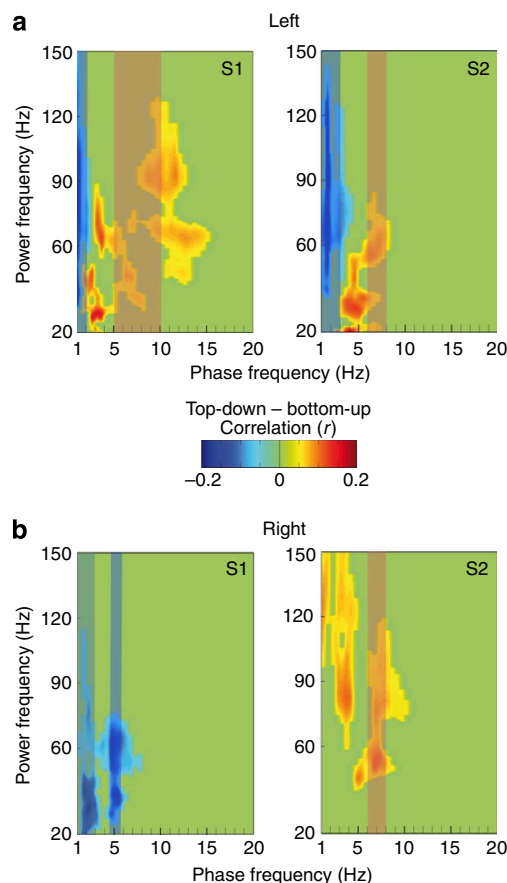 a
Left
S1
S2
150
120
90
60
20
Power frequency (Hz)
1 5 10 15 20
150
120
90
60
20
1 5 10 15 20
Phase frequency (Hz)
Top-down – bottom-up
Correlation (r)
–0.2 0 0.2
b
Right
S1
S2
150
120
90
60
20
Power frequency (Hz)
1 5 10 15 20
150
120
90
60
20
1 5 10 15 20
Phase frequency (Hz)